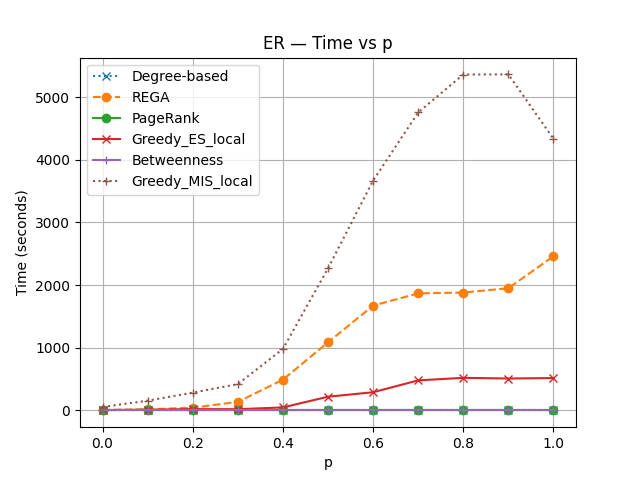 ER — Time vs p
Degree-based
REGA
PageRank
Greedy_ES_local
Betweenness
Greedy_MIS_local
Time (seconds)
5000
4000
3000
2000
1000
0
0.0 0.2 0.4 0.6 0.8 1.0
p